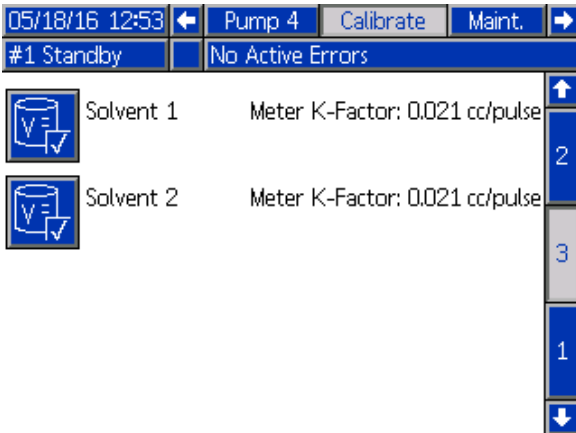 05/18/16 12:53 Pump 4 Calibrate Maint.
#1 Standby No Active Errors
Solvent 1 Meter K-Factor: 0.021 cc/pulse
2
Solvent 2 Meter K-Factor: 0.021 cc/pulse
3
1